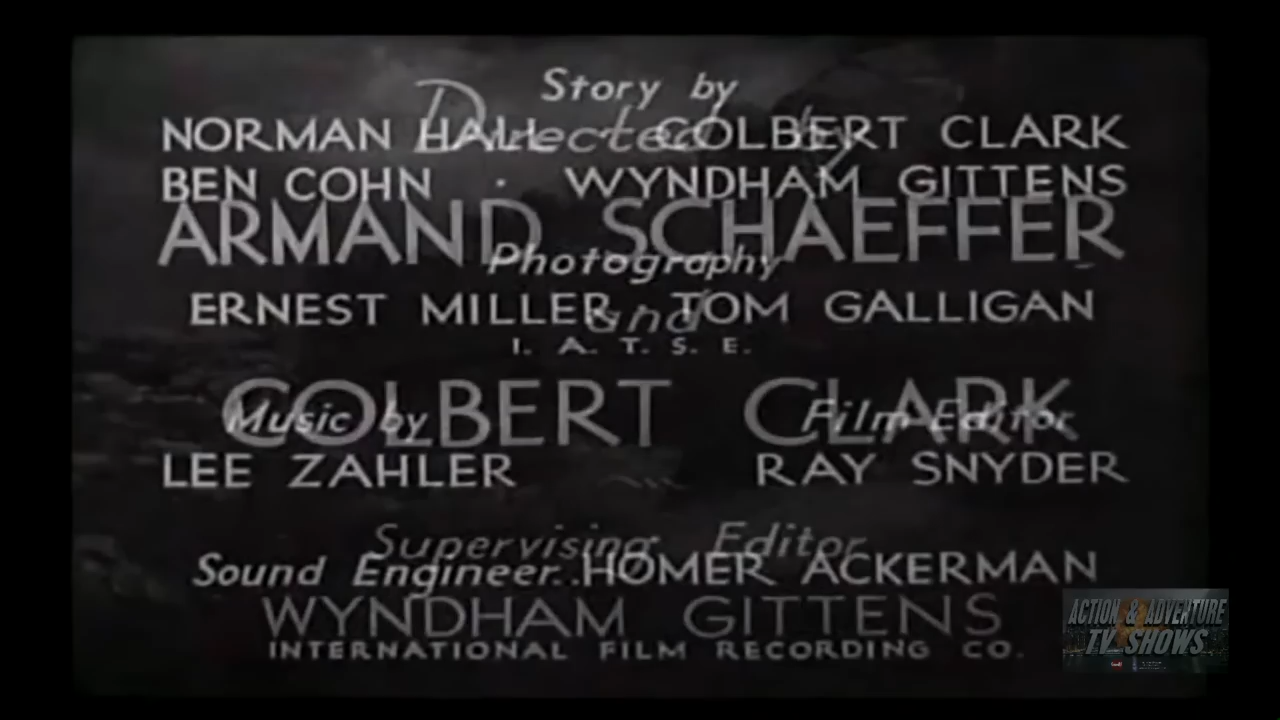 Story by
NORMAN HALL - COLBERT CLARK
BEN COHN · WYNDHAM GITTENS
Photography
ERNEST MILLER - TOM GALLIGAN
I. A. T. S. E.
Music by Film Editor
LEE ZAHLER RAY SNYDER
Sound Engineer..HOMER ACKERMAN
INTERNATIONAL FILM RECORDING CO.
Directed by
ARMAND SCHAEFFER
and
COLBERT CLARK
Supervising Editor
WYNDHAM GITTENS
ACTION & ADVENTURE
TV SHOWS